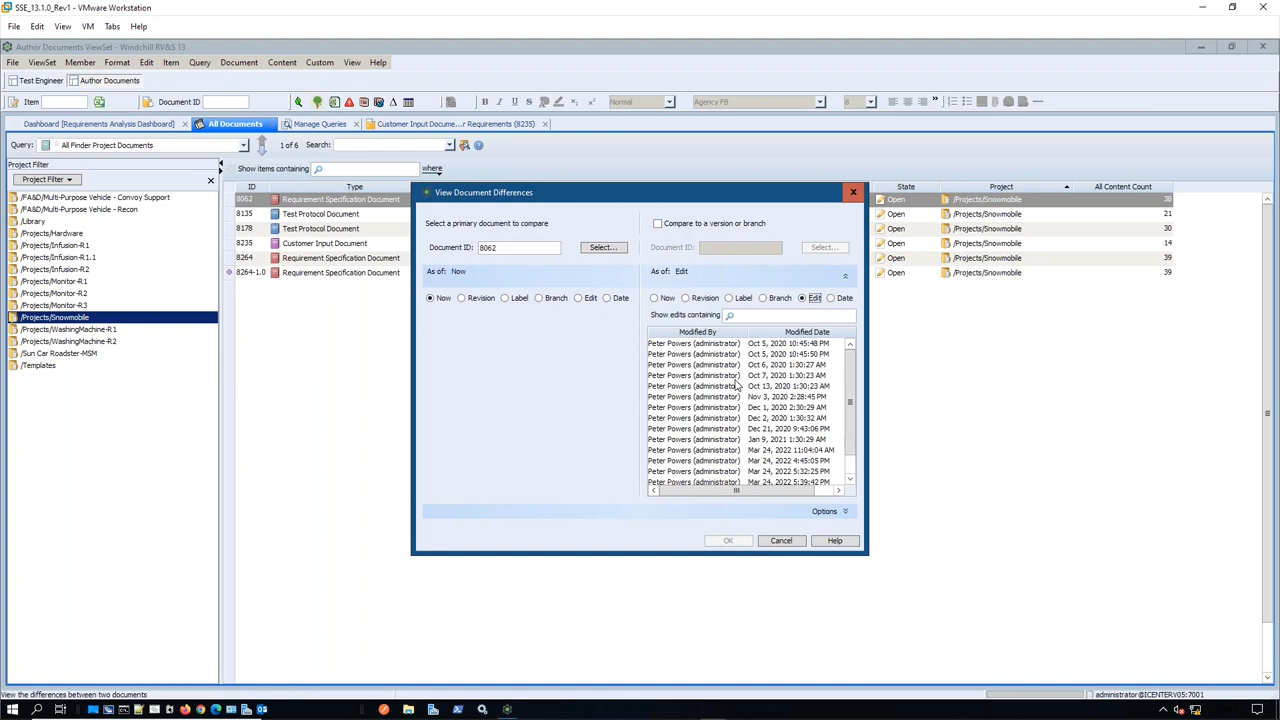 SSE_13.1.0_Rev1 - VMware Workstation
File Edit View VM Tabs Help
Author Documents ViewSet - Windchill RV&S 13
File ViewSet Member Format Edit Item Query Document Content Custom View Help
Test Engineer Author Documents
Item Document ID B I U S Normal Agency FB 8
Dashboard [Requirements Analysis Dashboard] All Documents Manage Queries Customer Input Docume...r Requirements (8235)
Query: All Finder Project Documents 1 of 6 Search:
Project Filter Show items containing where
Project Filter
ID Type State Project All Content Count
/FA&D/Multi-Purpose Vehicle - Convoy Support
/FA&D/Multi-Purpose Vehicle - Recon
/Library
/Projects/Hardware
/Projects/Infusion-R1
/Projects/Infusion-R1.1
/Projects/Infusion-R2
/Projects/Monitor-R1
/Projects/Monitor-R2
/Projects/Monitor-R3
/Projects/Snowmobile
/Projects/WashingMachine-R1
/Projects/WashingMachine-R2
/Sun Car Roadster-MSM
/Templates
8062 Requirement Specification Document Open /Projects/Snowmobile 38
8135 Test Protocol Document Open /Projects/Snowmobile 21
8178 Test Protocol Document Open /Projects/Snowmobile 30
8235 Customer Input Document Open /Projects/Snowmobile 14
8264 Requirement Specification Document Open /Projects/Snowmobile 39
8264-1.0 Requirement Specification Document Open /Projects/Snowmobile 39
View Document Differences
Select a primary document to compare Compare to a version or branch
Document ID: 8062 Select... Document ID: Select...
As of: Now As of: Edit
Now Revision Label Branch Edit Date Now Revision Label Branch Edit Date
Show edits containing
Modified By Modified Date
Peter Powers (administrator) Oct 5, 2020 10:45:48 PM
Peter Powers (administrator) Oct 5, 2020 10:45:50 PM
Peter Powers (administrator) Oct 6, 2020 1:30:27 AM
Peter Powers (administrator) Oct 7, 2020 1:30:23 AM
Peter Powers (administrator) Oct 13, 2020 1:30:23 AM
Peter Powers (administrator) Nov 3, 2020 2:28:45 PM
Peter Powers (administrator) Dec 1, 2020 2:30:29 AM
Peter Powers (administrator) Dec 2, 2020 1:30:32 AM
Peter Powers (administrator) Dec 21, 2020 9:43:06 PM
Peter Powers (administrator) Jan 9, 2021 1:30:29 AM
Peter Powers (administrator) Mar 24, 2022 11:04:04 AM
Peter Powers (administrator) Mar 24, 2022 4:45:05 PM
Peter Powers (administrator) Mar 24, 2022 5:32:25 PM
Peter Powers (administrator) Mar 24, 2022 5:39:42 PM
Options
OK Cancel Help
View the differences between two documents administrator@ICENTERV05:7001